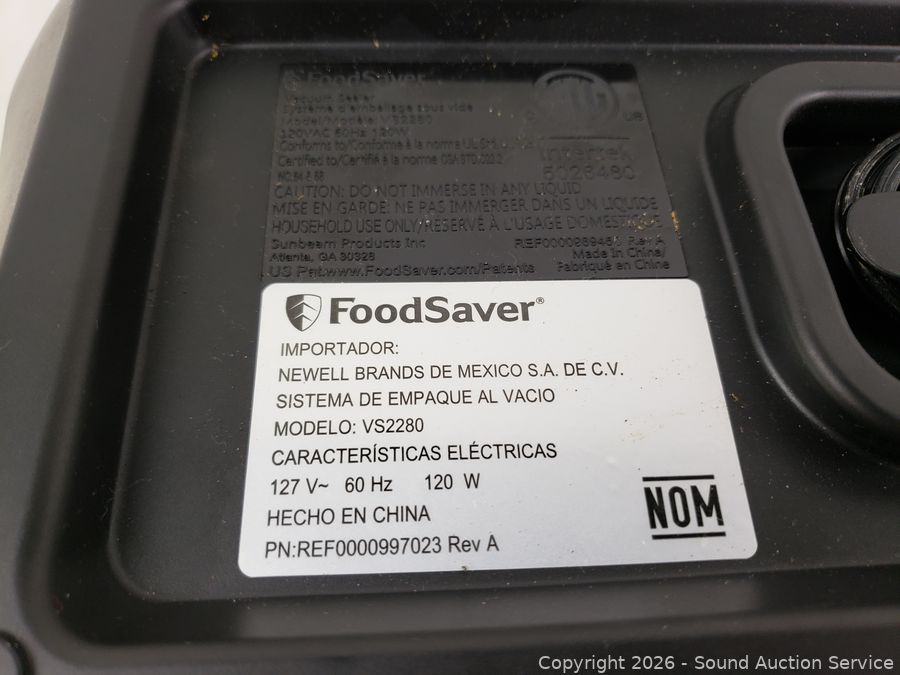 FoodSaver
Vacuum Sealer
Système d'emballage sous vide
Model/Modèle: VS2280
120VAC 60Hz 120W
Conforms to/Conforme à la norme UL
Certified to/Certifié à la norme CSA STD
CAUTION: DO NOT IMMERSE IN ANY LIQUID
MISE EN GARDE: NE PAS IMMERGER DANS UN LIQUIDE
HOUSEHOLD USE ONLY/RÉSERVÉ À L'USAGE DOMESTIQUE
Sunbeam Products Inc
Atlanta, GA 30328
US Pat:www.FoodSaver.com/Patents
c
us
Intertek
5026480
Rev A
Made In China/
Fabriqué en Chine
FoodSaver®
IMPORTADOR:
NEWELL BRANDS DE MEXICO S.A. DE C.V.
SISTEMA DE EMPAQUE AL VACIO
MODELO: VS2280
CARACTERÍSTICAS ELÉCTRICAS
127 V~ 60 Hz 120 W
HECHO EN CHINA
PN:REF0000997023 Rev A
NOM
Copyright 2026 - Sound Auction Service